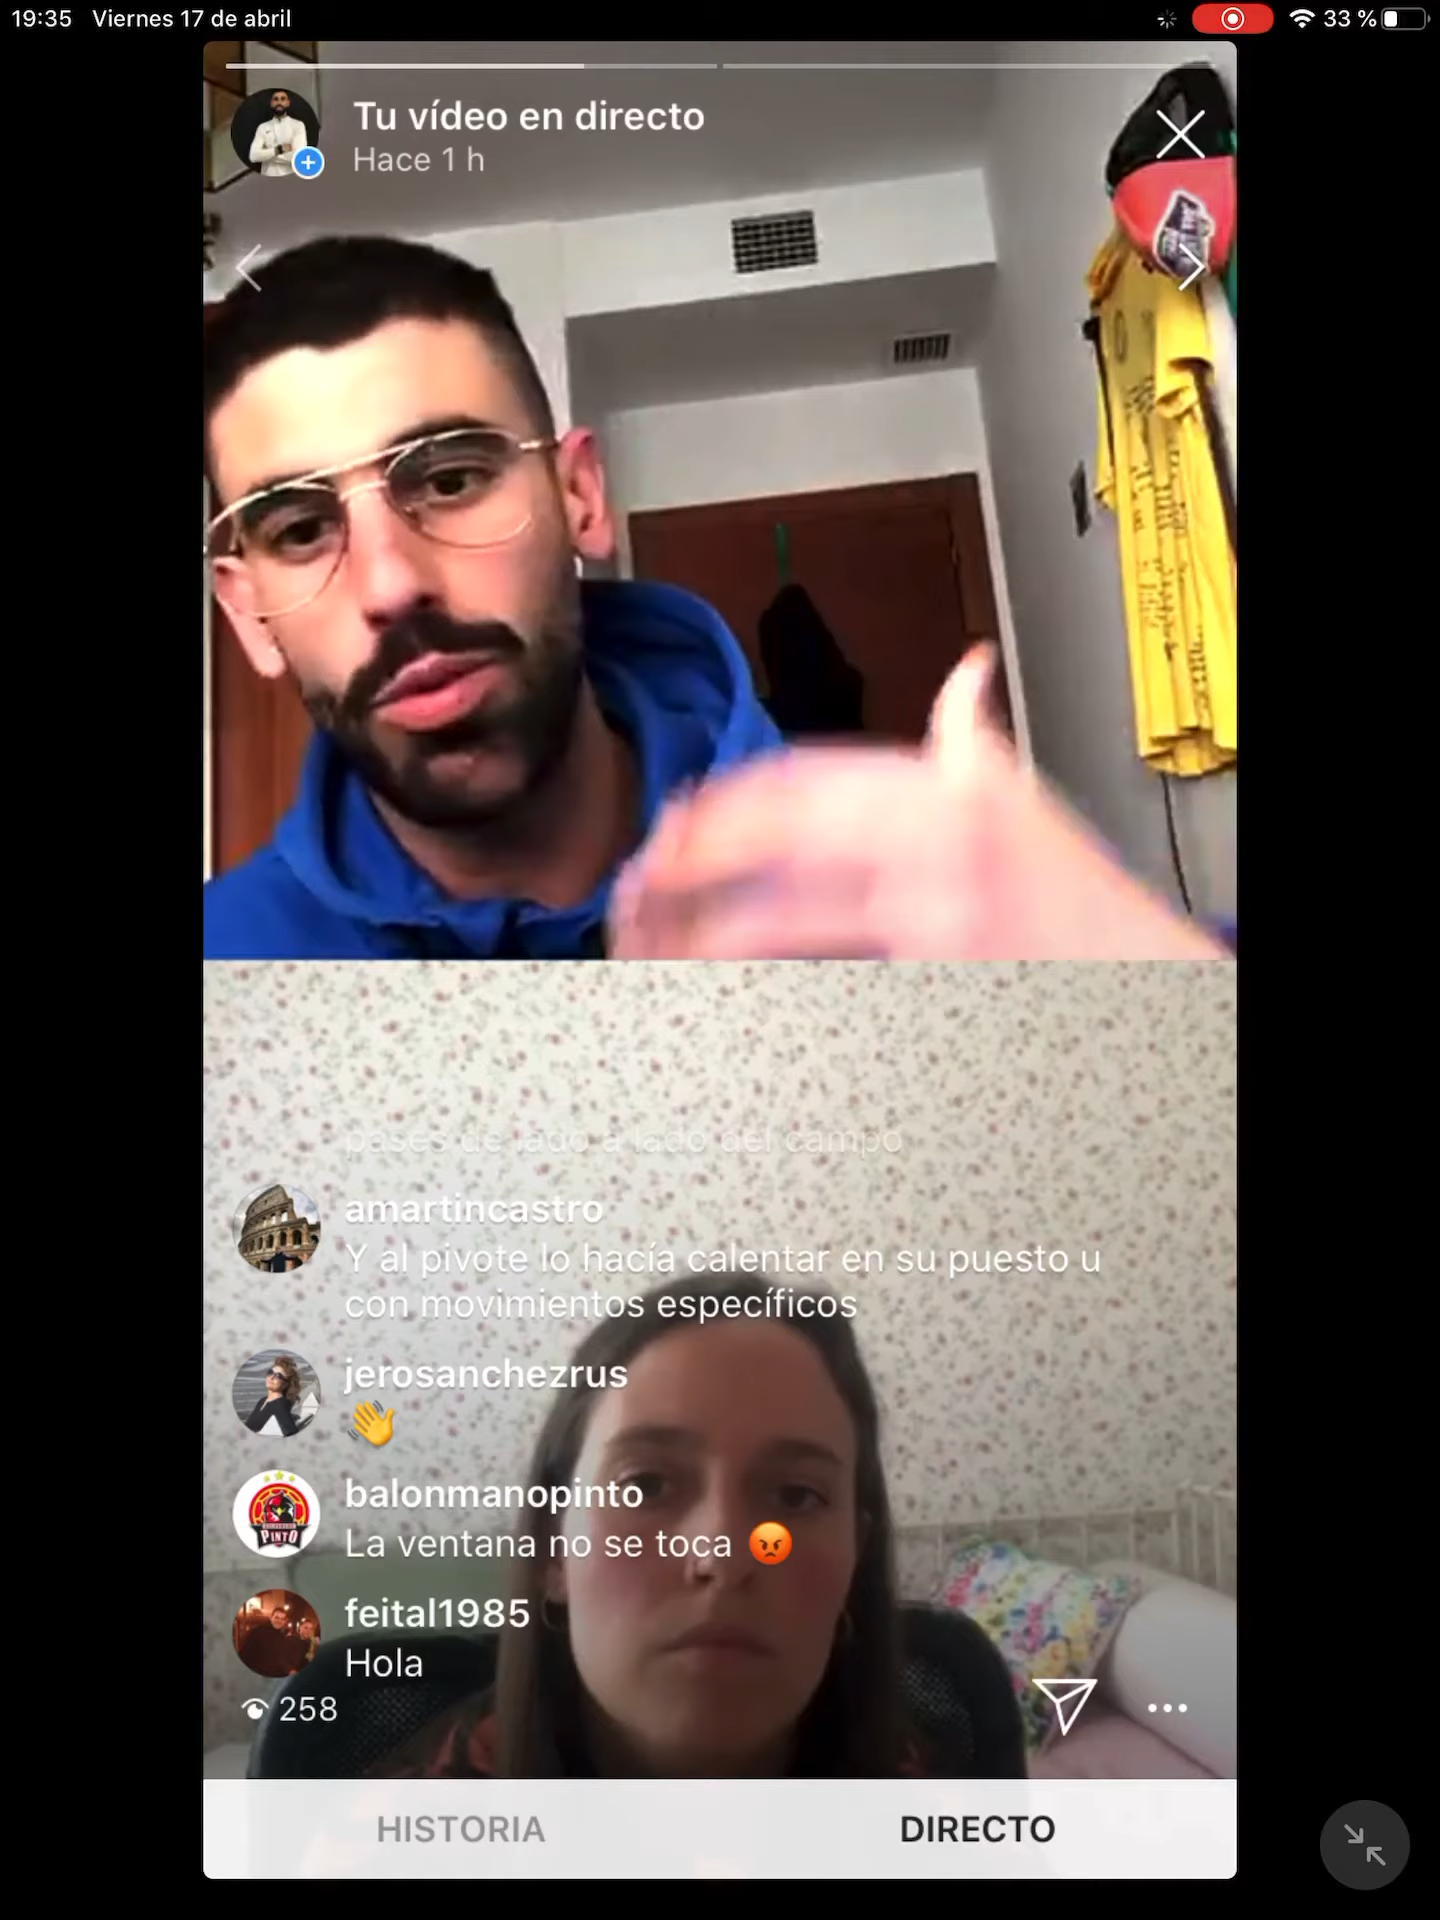 19:35 Viernes 17 de abril
33 %
Tu vídeo en directo
Hace 1 h
pases de lado a lado del campo
amartincastro
Y al pivote lo hacía calentar en su puesto u
con movimientos específicos
jerosanchezrus
👋
balonmanopinto
PINTO
La ventana no se toca 😡
feital1985
Hola
258
HISTORIA
DIRECTO